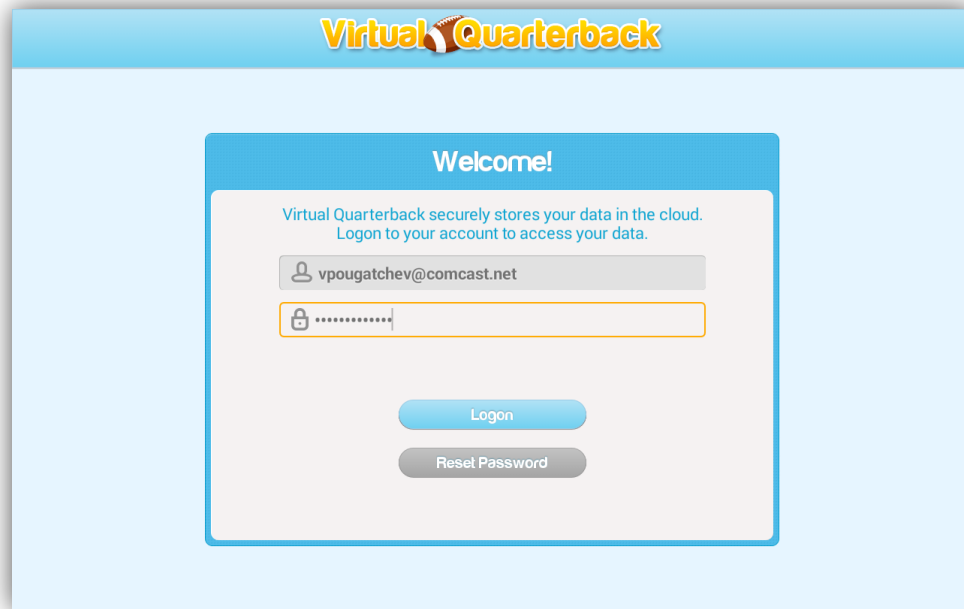 Virtual Quarterback
Welcome!
Virtual Quarterback securely stores your data in the cloud.
Logon to your account to access your data.
vpougatchev@comcast.net
•••••••••••••
Logon
Reset Password